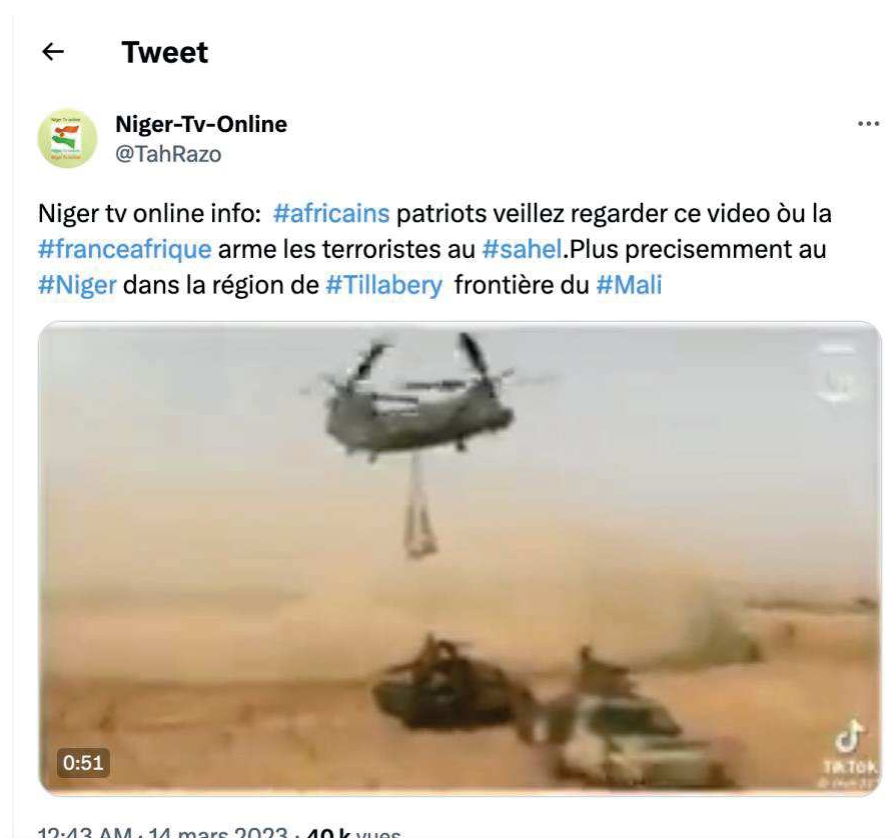 Tweet
Niger-Tv-Online
@TahRazo
Niger tv online info: #africains patriots veillez regarder ce video òu la
#franceafrique arme les terroristes au #sahel.Plus precisemment au
#Niger dans la région de #Tillabery frontière du #Mali
0:51
TikTok
12:43 AM · 14 mars 2023 · 40 k vues